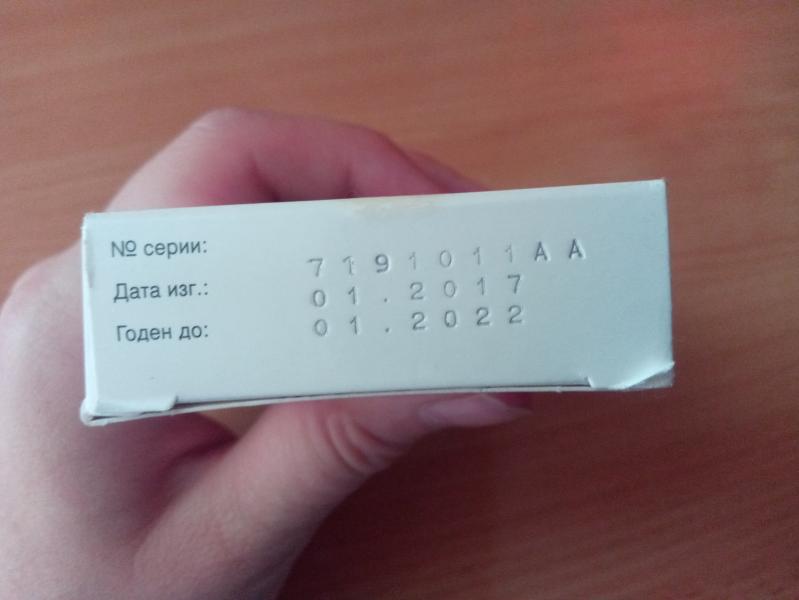 № серии: 7191011AA
Дата изг.: 01.2017
Годен до: 01.2022